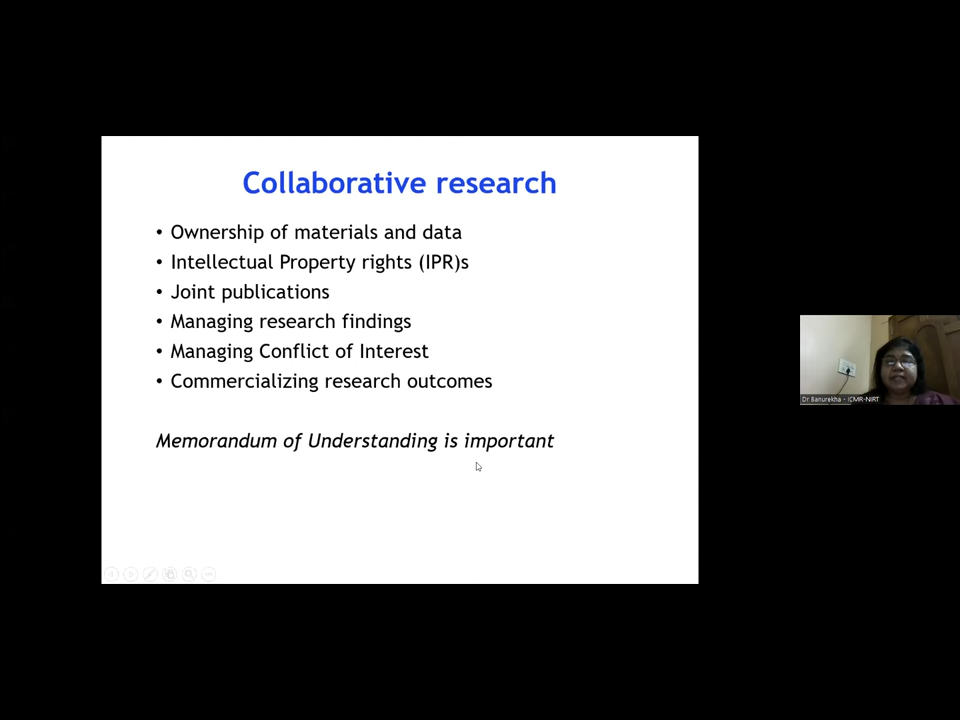 Collaborative research
• Ownership of materials and data
• Intellectual Property rights (IPR)s
• Joint publications
• Managing research findings
• Managing Conflict of Interest
• Commercializing research outcomes
Memorandum of Understanding is important
Dr Banurekha - ICMR-NIRT